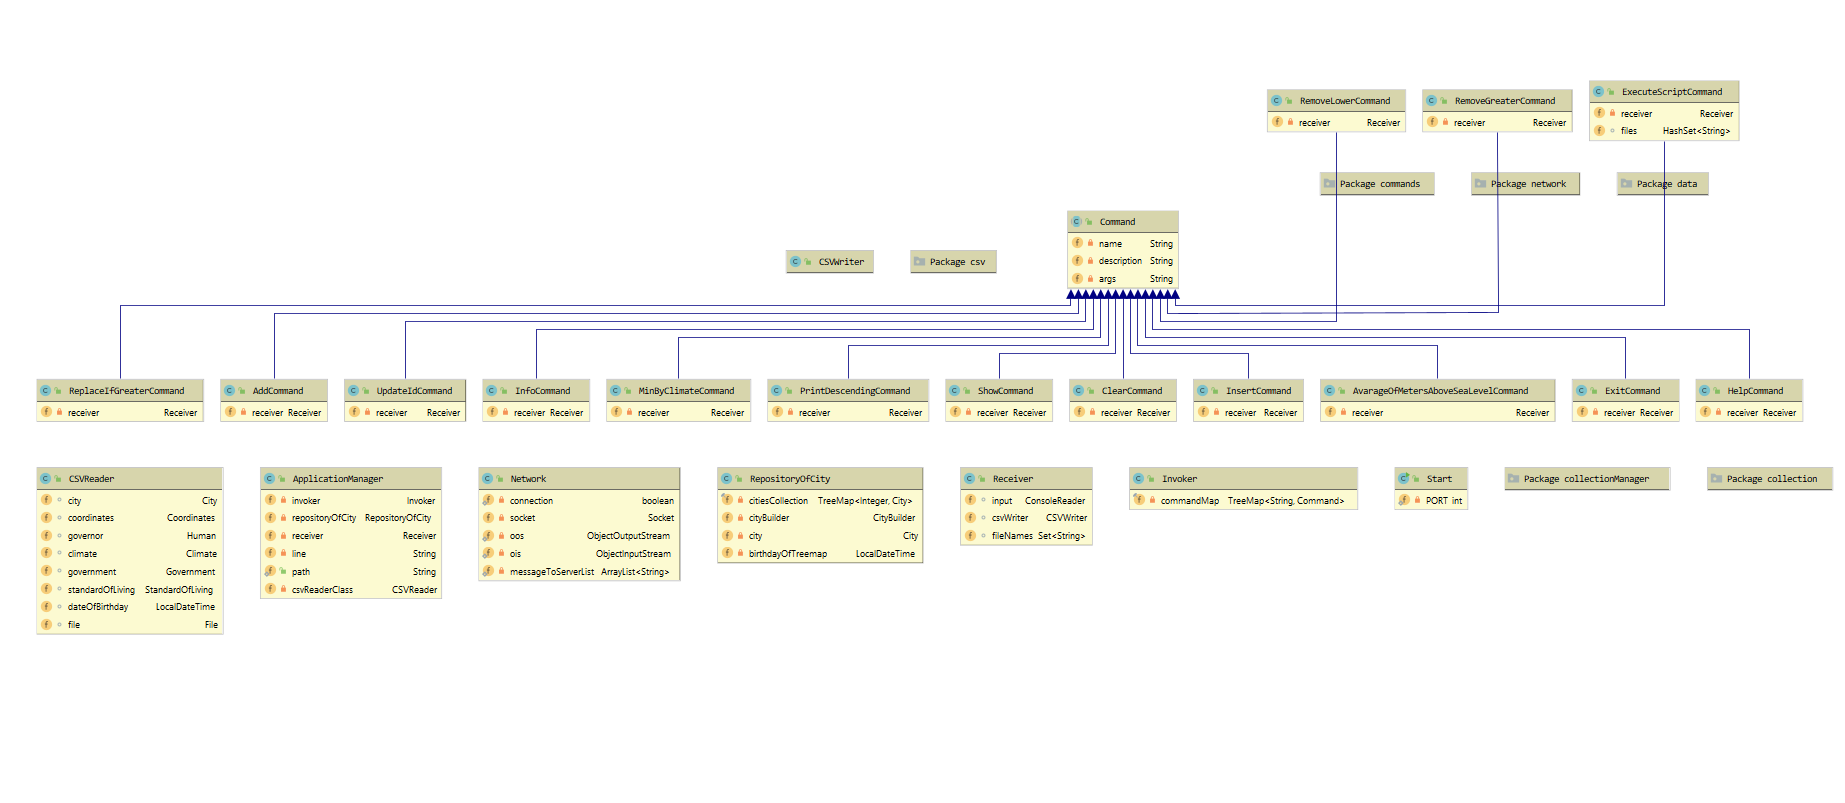 RemoveLowerCommand
receiver Receiver
RemoveGreaterCommand
receiver Receiver
ExecuteScriptCommand
receiver Receiver
files HashSet<String>
Package commands
Package network
Package data
Command
name String
description String
args String
CSVWriter
Package csv
ReplaceIfGreaterCommand
receiver Receiver
AddCommand
receiver Receiver
UpdateIdCommand
receiver Receiver
InfoCommand
receiver Receiver
MinByClimateCommand
receiver Receiver
PrintDescendingCommand
receiver Receiver
ShowCommand
receiver Receiver
ClearCommand
receiver Receiver
InsertCommand
receiver Receiver
AvarageOfMetersAboveSeaLevelCommand
receiver Receiver
ExitCommand
receiver Receiver
HelpCommand
receiver Receiver
CSVReader
city City
coordinates Coordinates
governor Human
climate Climate
government Government
standardOfLiving StandardOfLiving
dateOfBirthday LocalDateTime
file File
ApplicationManager
invoker Invoker
repositoryOfCity RepositoryOfCity
receiver Receiver
line String
path String
csvReaderClass CSVReader
Network
connection boolean
socket Socket
oos ObjectOutputStream
ois ObjectInputStream
messageToServerList ArrayList<String>
RepositoryOfCity
citiesCollection TreeMap<Integer, City>
cityBuilder CityBuilder
city City
birthdayOfTreemap LocalDateTime
Receiver
input ConsoleReader
csvWriter CSVWriter
fileNames Set<String>
Invoker
commandMap TreeMap<String, Command>
Start
PORT int
Package collectionManager
Package collection